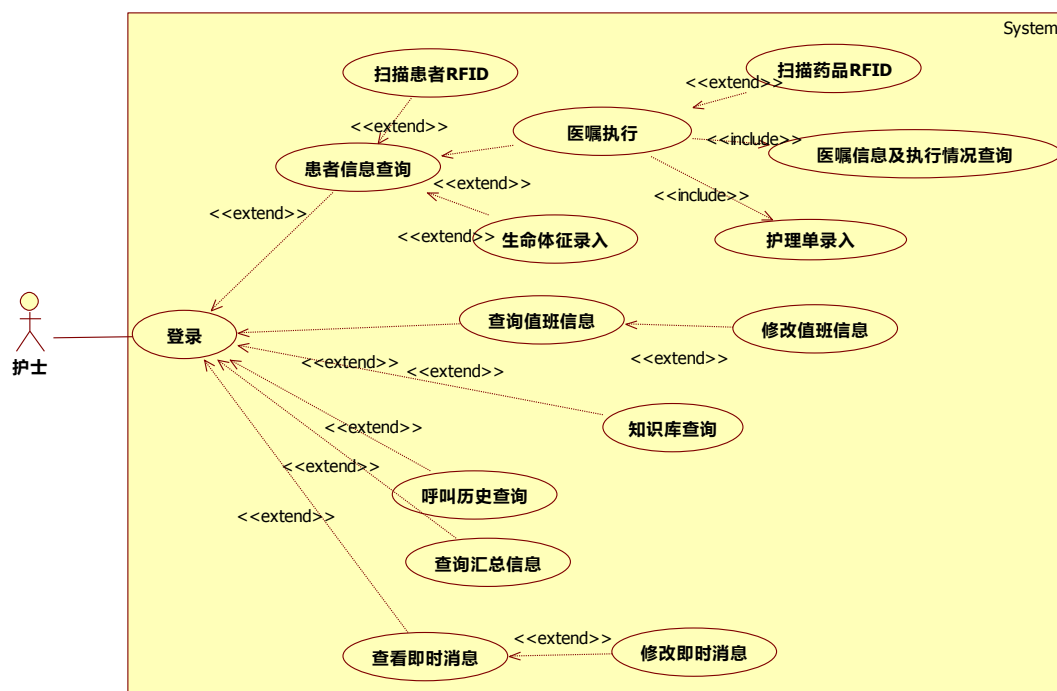 System
扫描患者RFID
扫描药品RFID
<<extend>>
<<extend>>
医嘱执行
<<include>>
医嘱信息及执行情况查询
患者信息查询
<<extend>>
<<include>>
<<extend>>
<<extend>>
生命体征录入
护理单录入
查询值班信息
修改值班信息
登录
护士
<<extend>>
<<extend>>
<<extend>>
知识库查询
<<extend>>
<<extend>>
呼叫历史查询
<<extend>>
查询汇总信息
<<extend>>
查看即时消息
修改即时消息